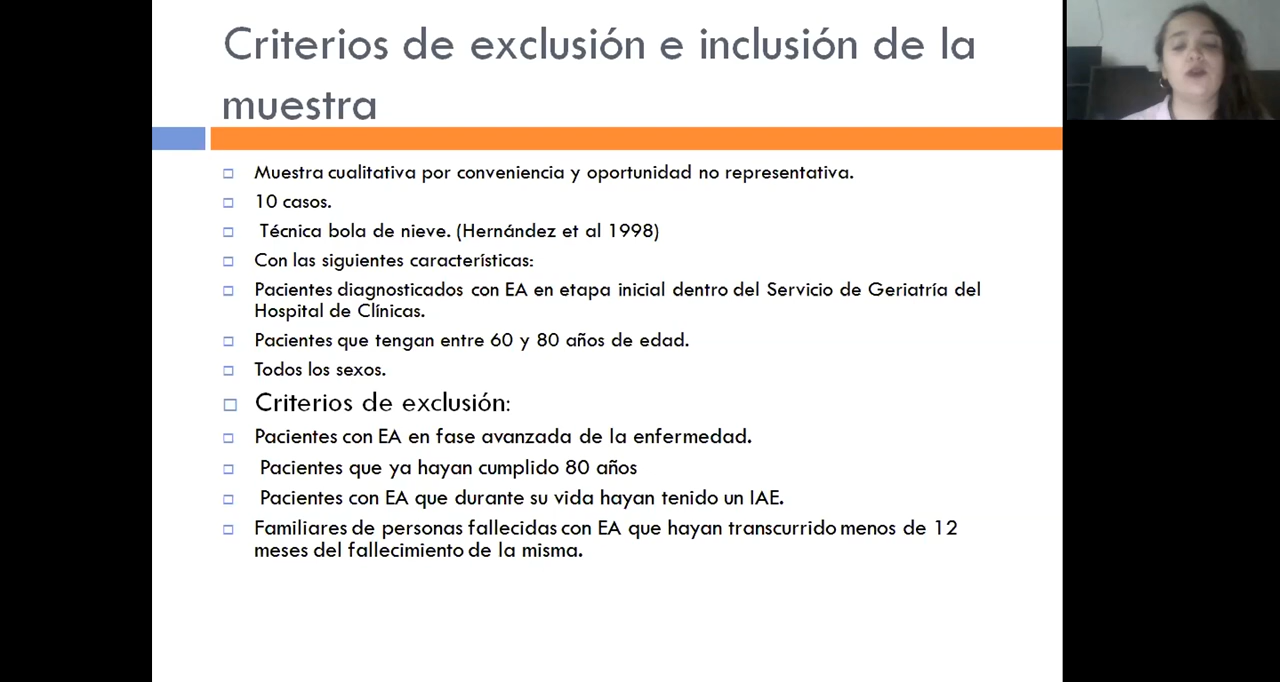 Criterios de exclusión e inclusión de la
muestra
Muestra cualitativa por conveniencia y oportunidad no representativa.
10 casos.
Técnica bola de nieve. (Hernández et al 1998)
Con las siguientes características:
Pacientes diagnosticados con EA en etapa inicial dentro del Servicio de Geriatría del
Hospital de Clínicas.
Pacientes que tengan entre 60 y 80 años de edad.
Todos los sexos.
Criterios de exclusión:
Pacientes con EA en fase avanzada de la enfermedad.
Pacientes que ya hayan cumplido 80 años
Pacientes con EA que durante su vida hayan tenido un IAE.
Familiares de personas fallecidas con EA que hayan transcurrido menos de 12
meses del fallecimiento de la misma.